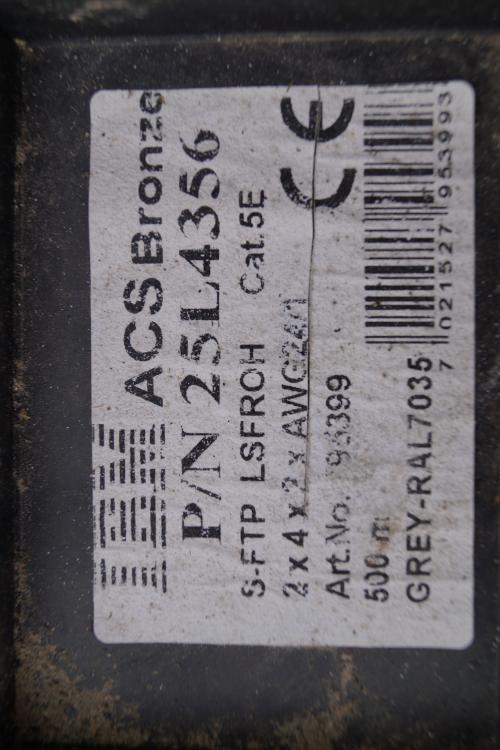 IBM ACS Bronze
P/N 25L4356
S-FTP LSFROH Cat.5E
2 x 4 x 2 x AWG24/1
CE
Art.No. 95399
500 m
GREY-RAL7035
7 021527 953993